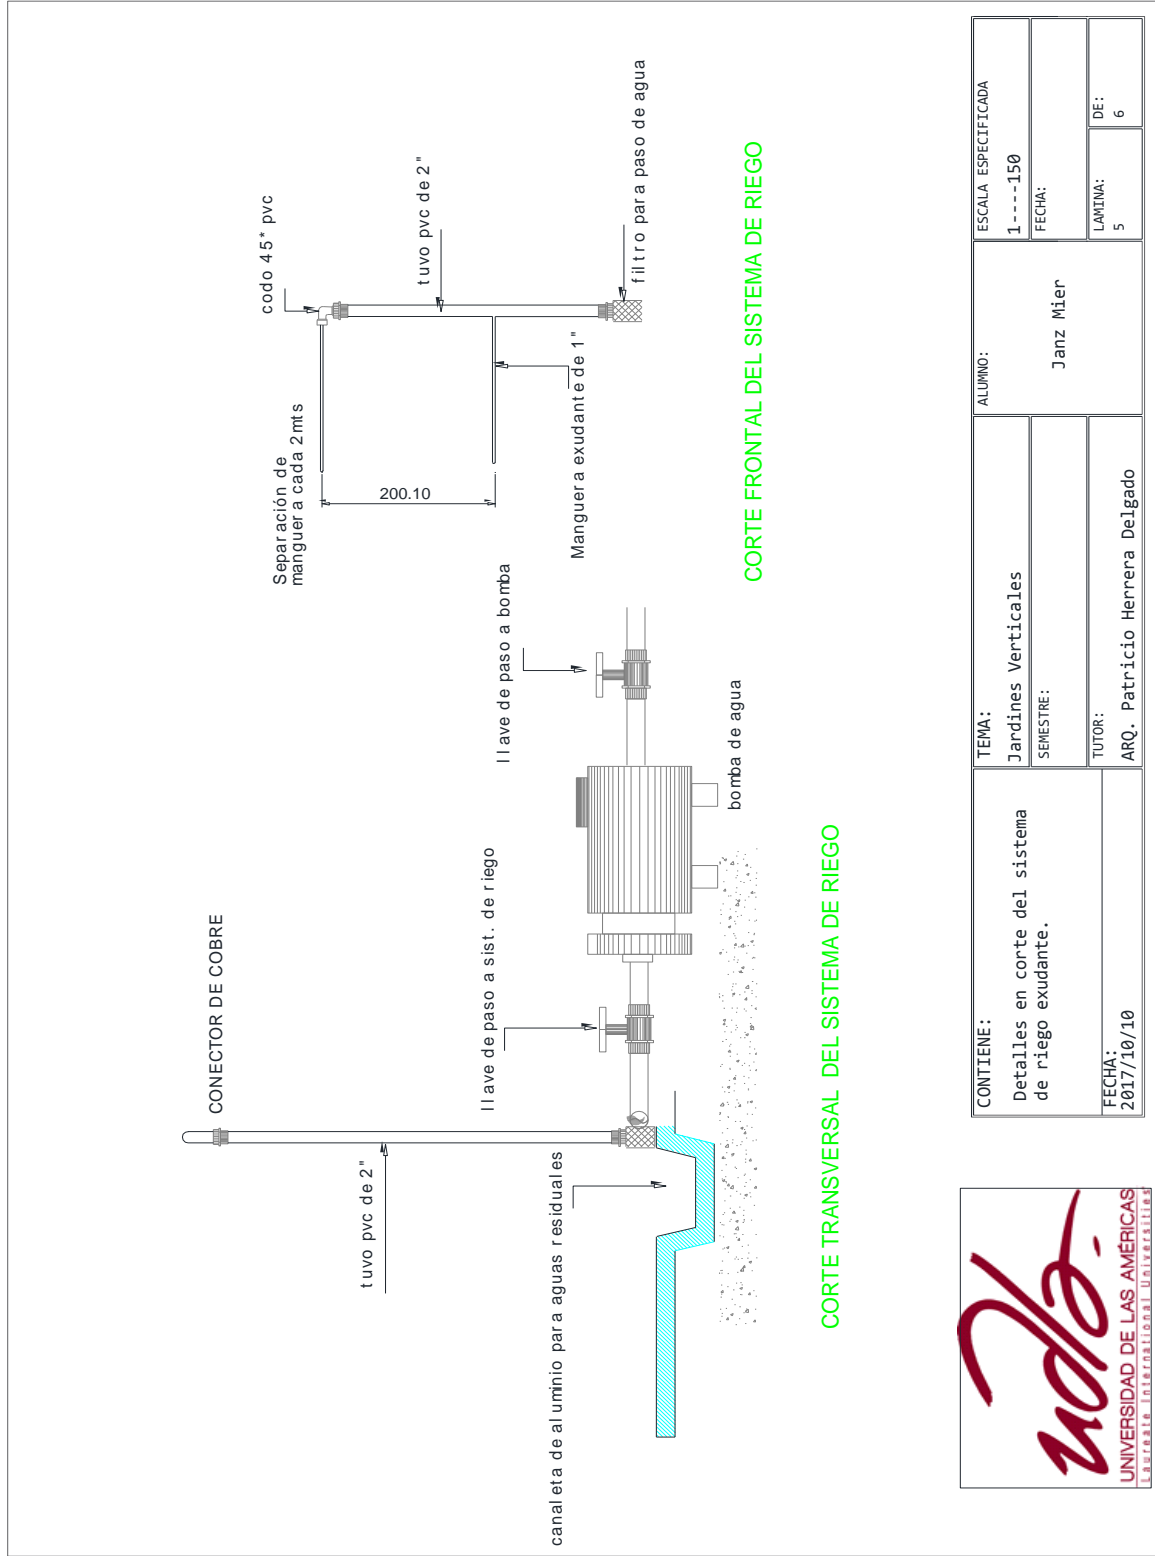 CONECTOR DE COBRE
tuvo pvc de 2"
canaleta de aluminio para aguas residuales
llave de paso a sist. de riego
llave de paso a bomba
bomba de agua
CORTE TRANSVERSAL DEL SISTEMA DE RIEGO
Separación de
manguera cada 2mts
codo 45* pvc
tuvo pvc de 2"
200.10
Manguera exudante de 1"
filtro para paso de agua
CORTE FRONTAL DEL SISTEMA DE RIEGO
UNIVERSIDAD DE LAS AMÉRICAS
Laureate International Universities
udla
CONTIENE:
Detalles en corte del sistema
de riego exudante.
FECHA:
2017/10/10
TEMA:
Jardines Verticales
SEMESTRE:
TUTOR:
ARQ. Patricio Herrera Delgado
ALUMNO:
Janz Mier
ESCALA ESPECIFICADA
1----150
FECHA:
LAMINA:
5
DE:
6